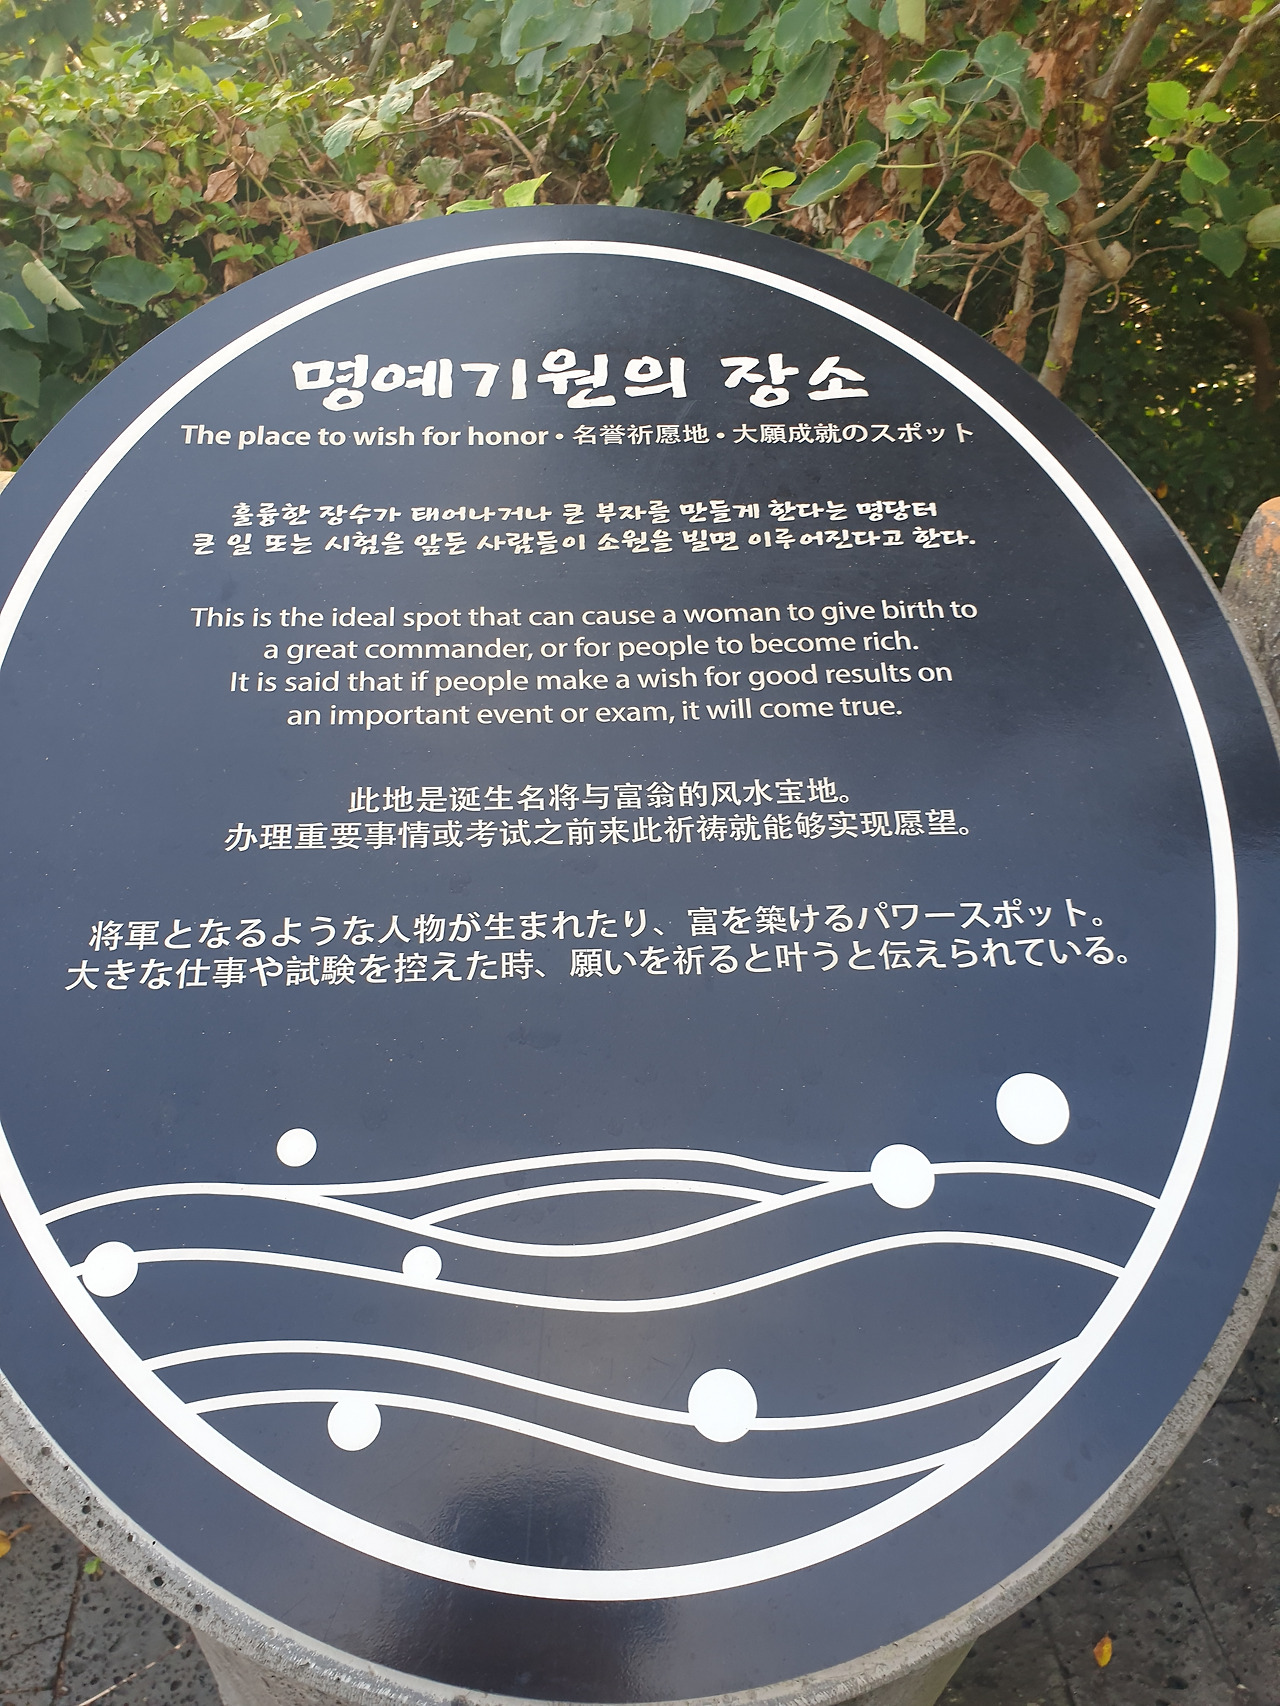 명예기원의 장소
The place to wish for honor • 名誉祈愿地 • 大願成就のスポット
훌륭한 장수가 태어나거나 큰 부자를 만들게 한다는 명당터
큰 일 또는 시험을 앞둔 사람들이 소원을 빌면 이루어진다고 한다.
This is the ideal spot that can cause a woman to give birth to
a great commander, or for people to become rich.
It is said that if people make a wish for good results on
an important event or exam, it will come true.
此地是诞生名将与富翁的风水宝地。
办理重要事情或考试之前来此祈祷就能够实现愿望。
将軍となるような人物が生まれたり、富を築けるパワースポット。
大きな仕事や試験を控えた時、願いを祈ると叶うと伝えられている。